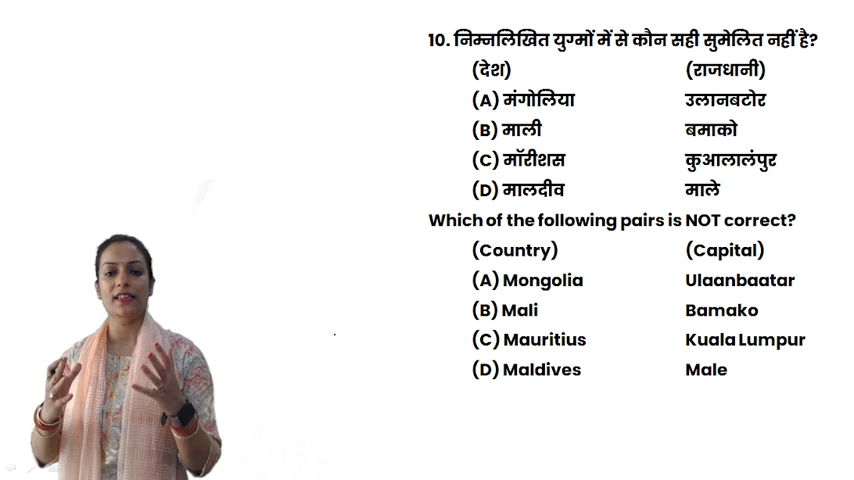 10. निम्नलिखित युग्मों में से कौन सही सुमेलित नहीं है?
(देश) (राजधानी)
(A) मंगोलिया उलानबटोर
(B) माली बमाको
(C) मॉरीशस कुआलालंपुर
(D) मालदीव माले
Which of the following pairs is NOT correct?
(Country) (Capital)
(A) Mongolia Ulaanbaatar
(B) Mali Bamako
(C) Mauritius Kuala Lumpur
(D) Maldives Male